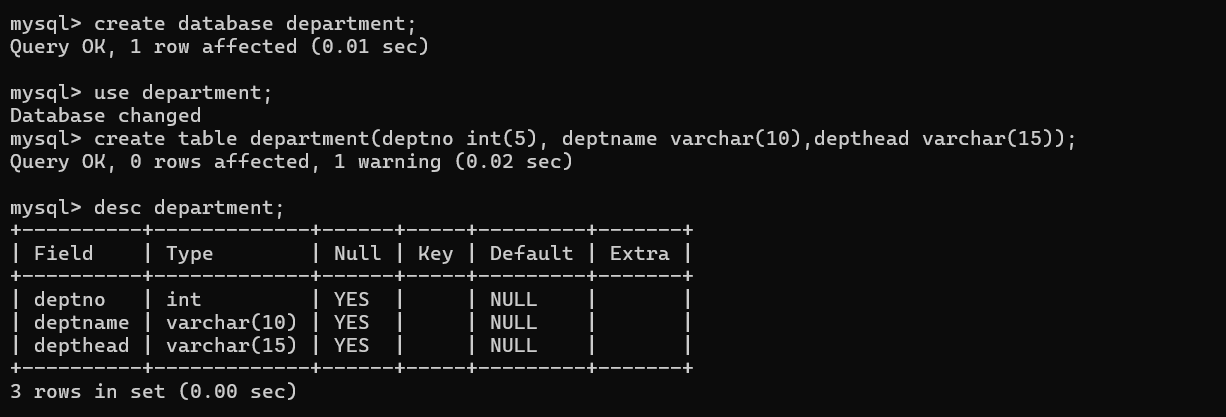 mysql> create database department;
Query OK, 1 row affected (0.01 sec)
mysql> use department;
Database changed
mysql> create table department(deptno int(5), deptname varchar(10),depthead varchar(15));
Query OK, 0 rows affected, 1 warning (0.02 sec)
mysql> desc department;
+----------+-------------+------+-----+---------+-------+
| Field    | Type        | Null | Key | Default | Extra |
+----------+-------------+------+-----+---------+-------+
| deptno   | int         | YES  |     | NULL    |       |
| deptname | varchar(10) | YES  |     | NULL    |       |
| depthead | varchar(15) | YES  |     | NULL    |       |
+----------+-------------+------+-----+---------+-------+
3 rows in set (0.00 sec)